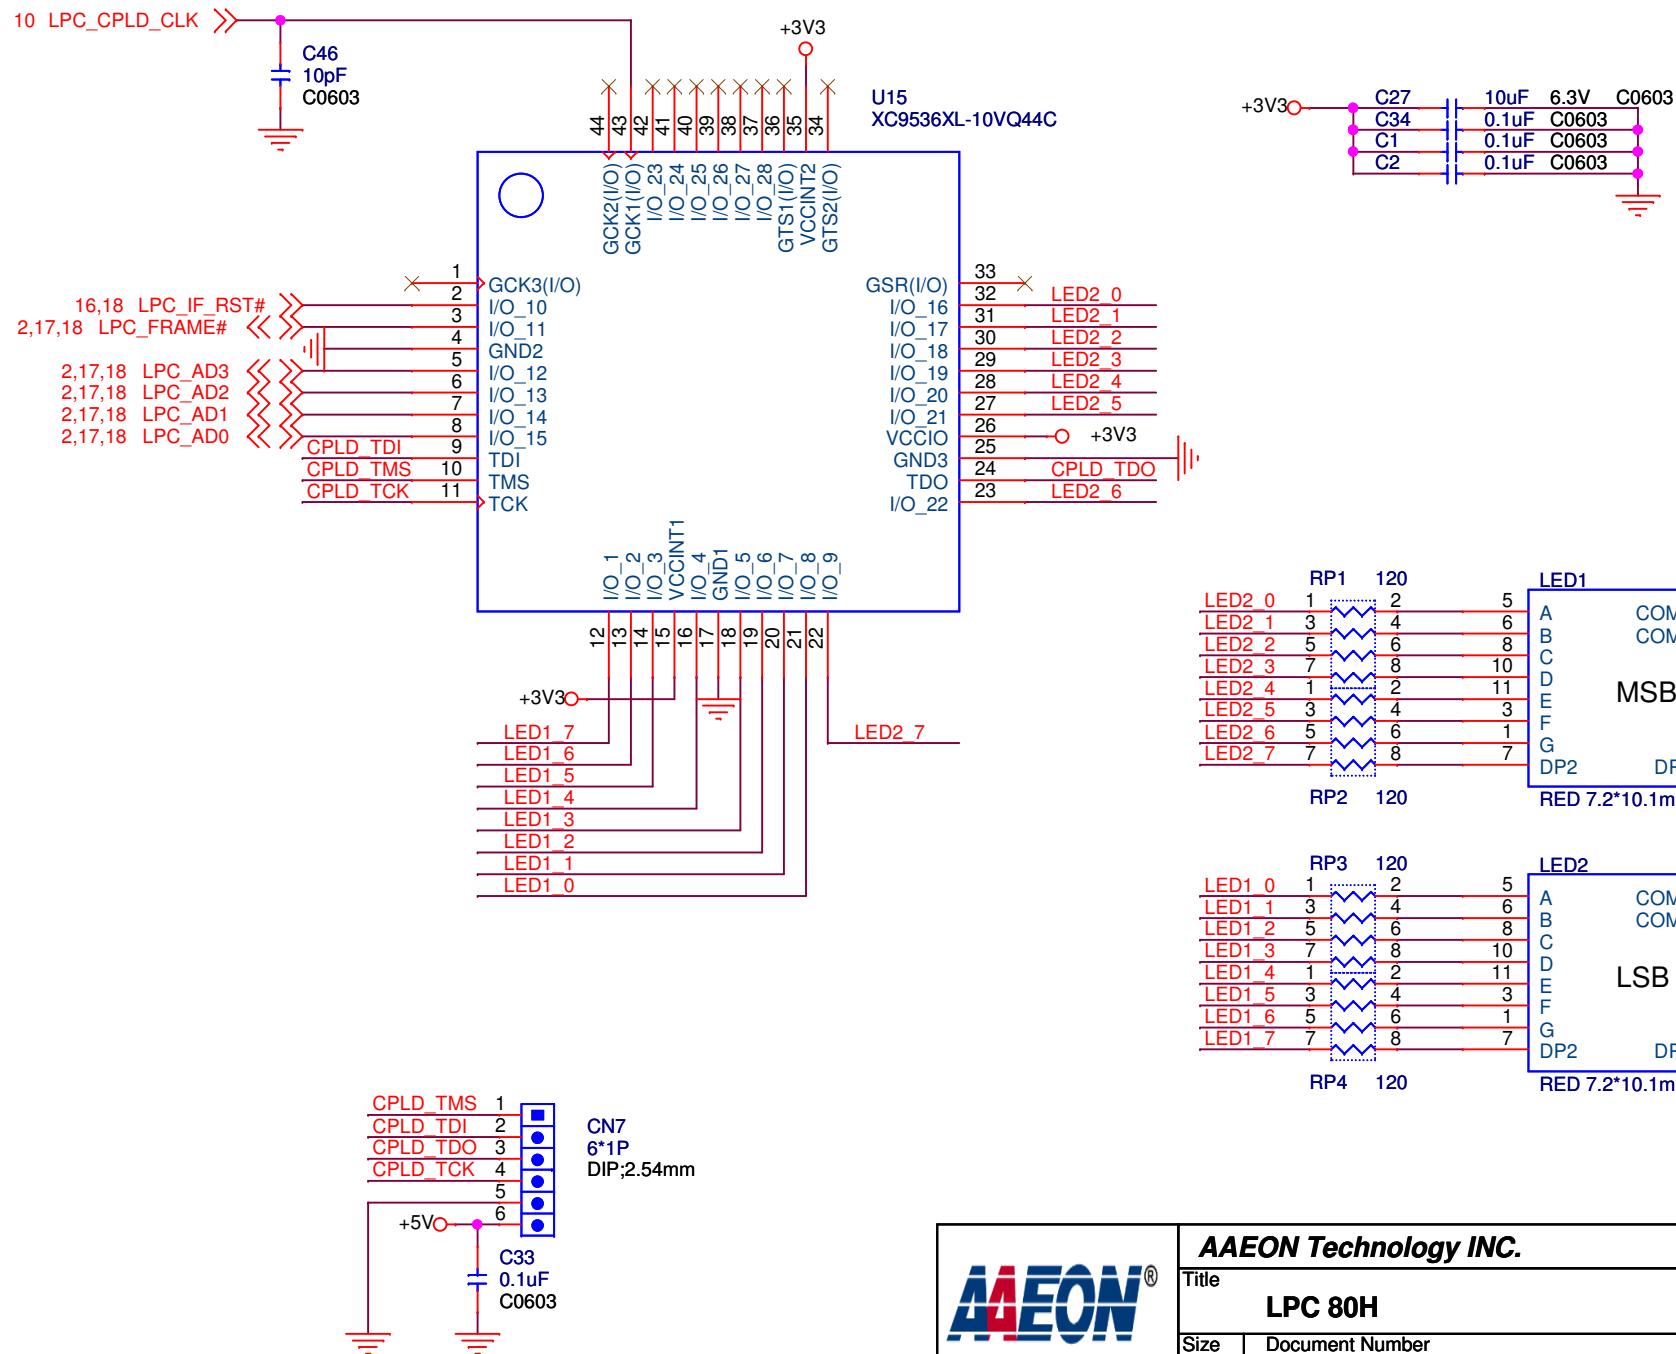 10 LPC_CPLD_CLK
C46
10pF
C0603
+3V3
U15
XC9536XL-10VQ44C
44 43 42 41 40 39 38 37 36 35 34
GCK2(I/O)
GCK1(I/O)
I/O_23
I/O_24
I/O_25
I/O_26
I/O_27
I/O_28
GTS1(I/O)
VCCINT2
GTS2(I/O)
+3V3
C27 10uF 6.3V C0603
C34 0.1uF C0603
C1 0.1uF C0603
C2 0.1uF C0603
1 GCK3(I/O)
16,18 LPC_IF_RST# 2 I/O_10
2,17,18 LPC_FRAME# 3 I/O_11
4 GND2
2,17,18 LPC_AD3 5 I/O_12
2,17,18 LPC_AD2 6 I/O_13
2,17,18 LPC_AD1 7 I/O_14
2,17,18 LPC_AD0 8 I/O_15
CPLD_TDI 9 TDI
CPLD_TMS 10 TMS
CPLD_TCK 11 TCK
GSR(I/O) 33
I/O_16 32 LED2_0
I/O_17 31 LED2_1
I/O_18 30 LED2_2
I/O_19 29 LED2_3
I/O_20 28 LED2_4
I/O_21 27 LED2_5
VCCIO 26 +3V3
GND3 25
TDO 24 CPLD_TDO
I/O_22 23 LED2_6
I/O_1
I/O_2
I/O_3
VCCINT1
I/O_4
GND1
I/O_5
I/O_6
I/O_7
I/O_8
I/O_9
12 13 14 15 16 17 18 19 20 21 22
+3V3
LED1_7 LED2_7
LED1_6
LED1_5
LED1_4
LED1_3
LED1_2
LED1_1
LED1_0
RP1 120 LED1
LED2_0 1 2 5 A COM
LED2_1 3 4 6 B COM
LED2_2 5 6 8 C
LED2_3 7 8 10 D
LED2_4 1 2 11 E MSB
LED2_5 3 4 3 F
LED2_6 5 6 1 G
LED2_7 7 8 7 DP2 DP
RP2 120 RED 7.2*10.1m
RP3 120 LED2
LED1_0 1 2 5 A COM
LED1_1 3 4 6 B COM
LED1_2 5 6 8 C
LED1_3 7 8 10 D
LED1_4 1 2 11 E LSB
LED1_5 3 4 3 F
LED1_6 5 6 1 G
LED1_7 7 8 7 DP2 DP
RP4 120 RED 7.2*10.1m
CPLD_TMS 1
CPLD_TDI 2
CPLD_TDO 3
CPLD_TCK 4
5
+5V 6
CN7
6*1P
DIP;2.54mm
C33
0.1uF
C0603
AAEON ®
AAEON Technology INC.
Title
LPC 80H
Size Document Number